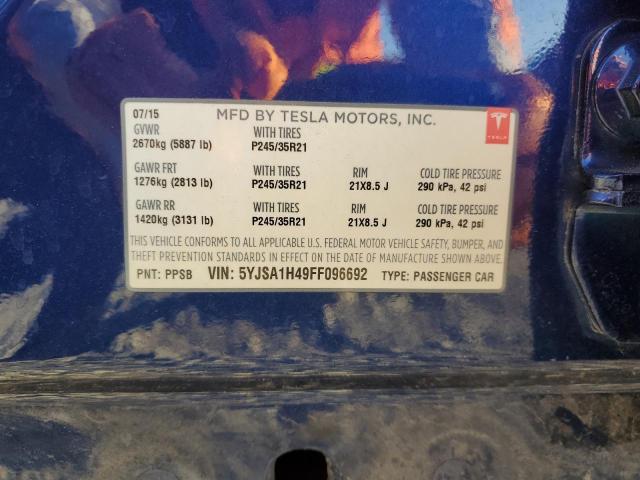 07/15 MFD BY TESLA MOTORS, INC.
GVWR WITH TIRES
2670kg (5887 lb) P245/35R21
GAWR FRT WITH TIRES RIM COLD TIRE PRESSURE
1276kg (2813 lb) P245/35R21 21X8.5 J 290 kPa, 42 psi
GAWR RR WITH TIRES RIM COLD TIRE PRESSURE
1420kg (3131 lb) P245/35R21 21X8.5 J 290 kPa, 42 psi
THIS VEHICLE CONFORMS TO ALL APPLICABLE U.S. FEDERAL MOTOR VEHICLE SAFETY, BUMPER, AND
THEFT PREVENTION STANDARDS IN EFFECT ON THE DATE OF MANUFACTURE SHOWN ABOVE.
PNT: PPSB VIN: 5YJSA1H49FF096692 TYPE: PASSENGER CAR
TESLA